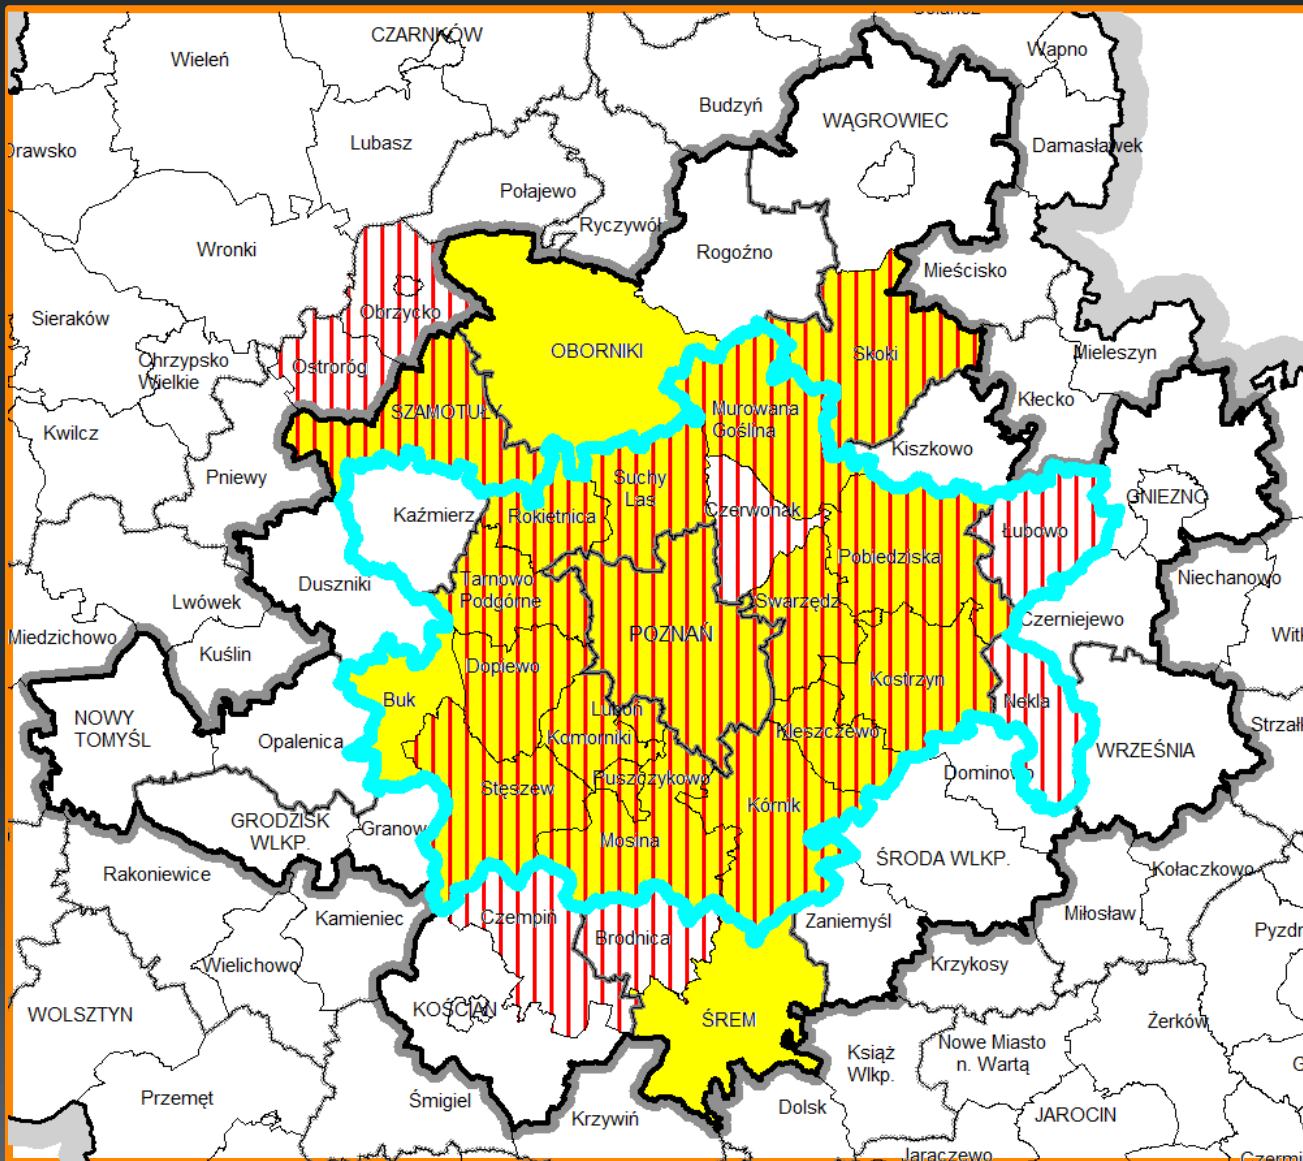 CZARNKÓW
Wapno
Wieleń
Budzyń
WĄGROWIEC
Lubasz
Damasławek
Drawsko
Połajewo
Ryczywół
Wronki
Rogoźno
Mieścisko
Obrzycko
Sieraków
OBORNIKI
Skoki
Mieleszyn
Chrzypsko
Wielkie
Ostroróg
Kłecko
SZAMOTUŁY
Murowana
Goślina
Kwilcz
Kiszkowo
Pniewy
Suchy
Las
GNIEZNO
Kaźmierz
Rokietnica
Czerwonak
Łubowo
Pobiedziska
Duszniki
Tarnowo
Podgórne
Niechanowo
Lwówek
Swarzędz
Czerniejewo
Miedzichowo
POZNAŃ
Kuślin
Dopiewo
Kostrzyn
Buk
Nekla
Luboń
NOWY
TOMYŚL
Opalenica
Komorniki
Kleszczewo
WRZEŚNIA
Puszczykowo
Dominowo
Stęszew
Kórnik
GRODZISK
WLKP.
Granowo
Mosina
ŚRODA WLKP.
Rakoniewice
Kołaczkowo
Kamieniec
Czempiń
Zaniemyśl
Miłosław
Brodnica
Wielichowo
Krzykosy
WOLSZTYN
KOŚCIAN
ŚREM
Żerków
Nowe Miasto
n. Wartą
Książ
Wlkp.
Przemęt
Śmigiel
Krzywiń
Dolsk
JAROCIN
Jaraczewo